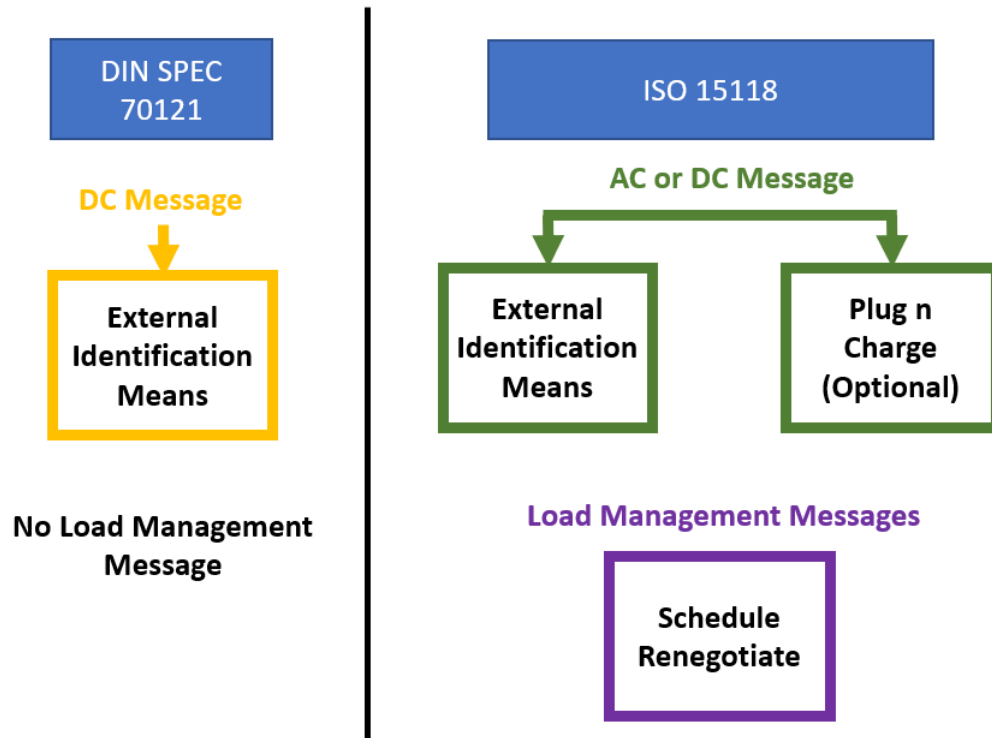 DIN SPEC
70121
DC Message
External
Identification
Means
No Load Management
Message
ISO 15118
AC or DC Message
External
Identification
Means
Plug n
Charge
(Optional)
Load Management Messages
Schedule
Renegotiate